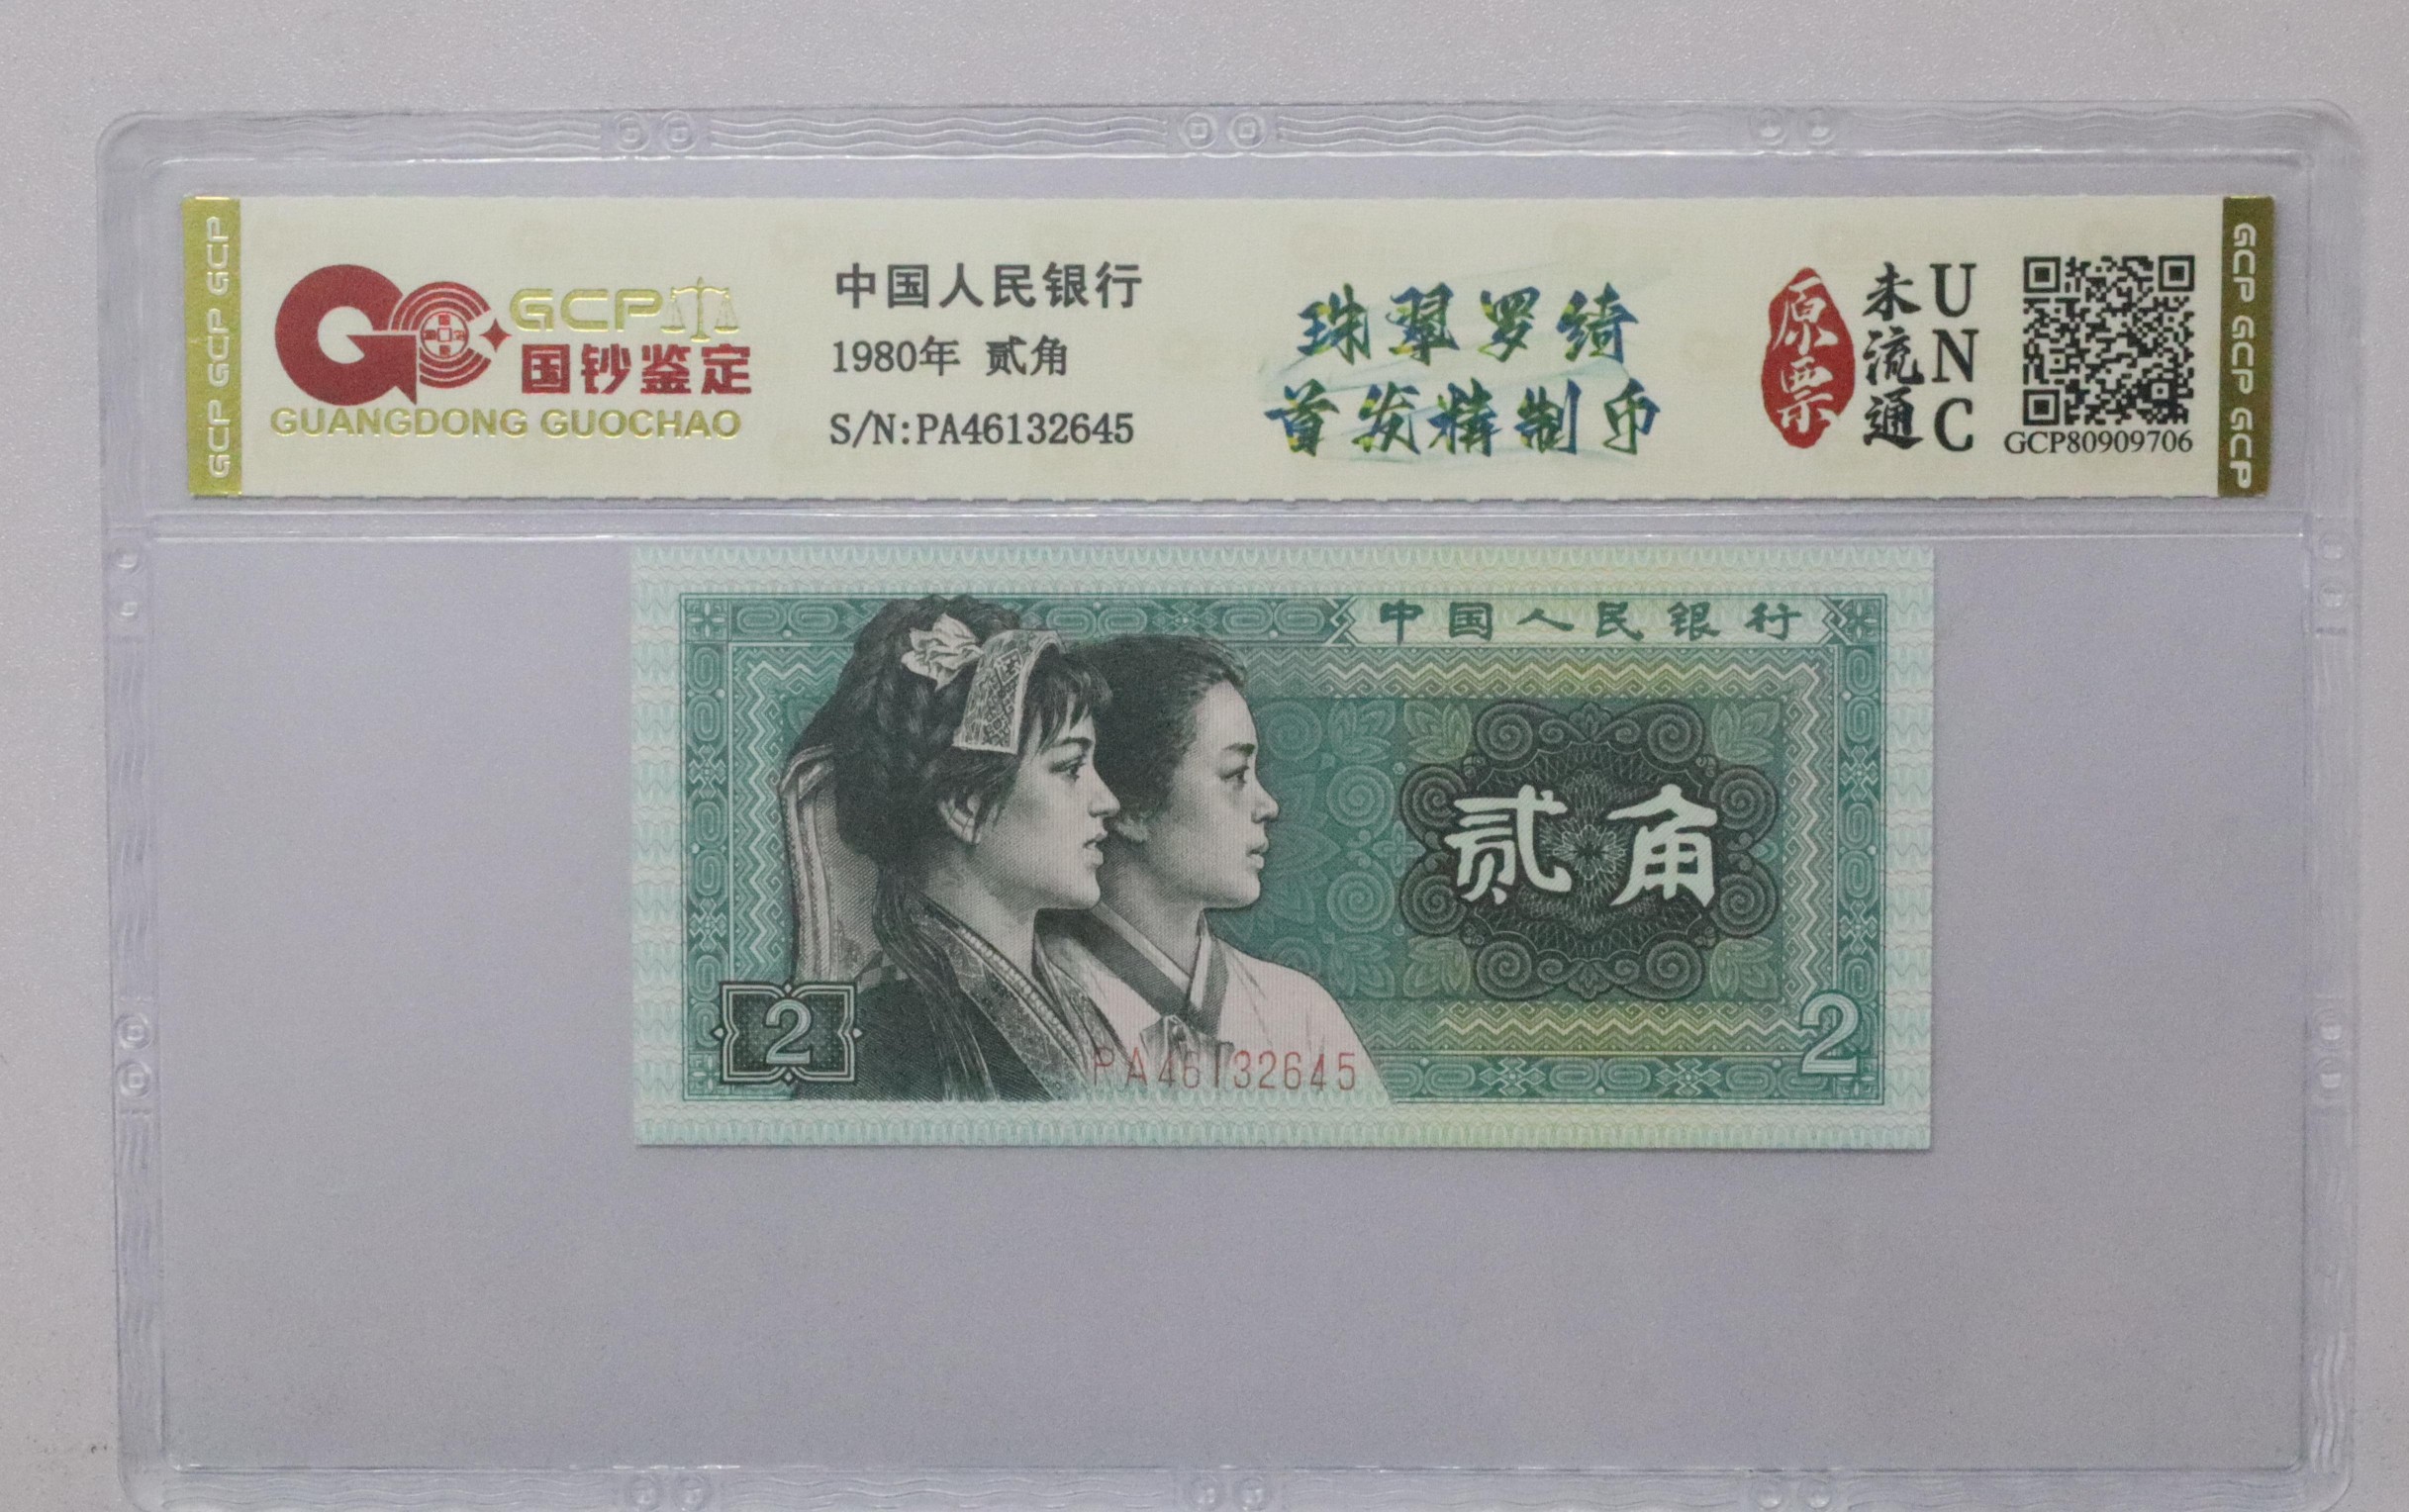 GCP GCP GCP
GCP
国钞鉴定
GUANGDONG GUOCHAO
中国人民银行
1980年 贰角
S/N:PA46132645
珠翠罗绮
首发精制币
原票
未流通
UNC
GCP80909706
GCP GCP GCP
中国人民银行
贰角
2
PA46132645
2